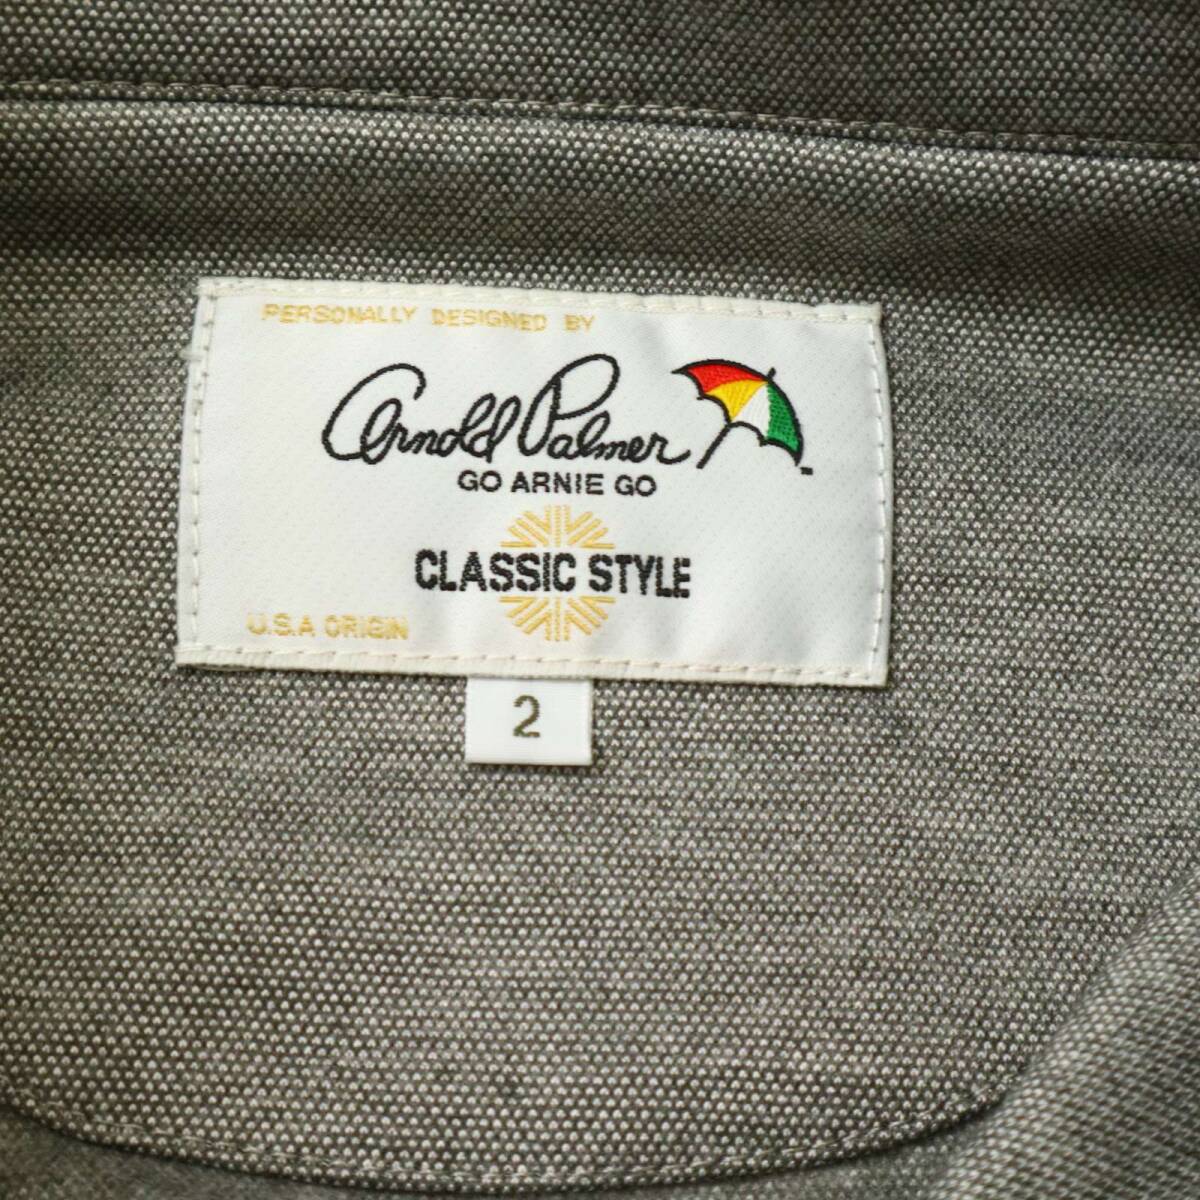 PERSONALLY DESIGNED BY
Arnold Palmer
GO ARNIE GO
CLASSIC STYLE
U.S.A ORIGIN
2